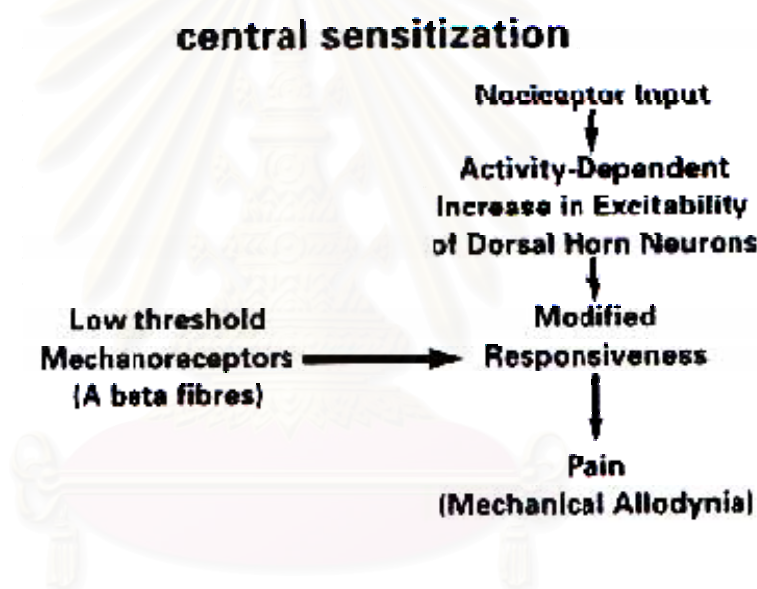 central sensitization
Nociceptor Input
Activity-Dependent
Increase in Excitability
of Dorsal Horn Neurons
Low threshold
Mechanoreceptors
(A beta fibres)
Modified
Responsiveness
Pain
(Mechanical Allodynia)